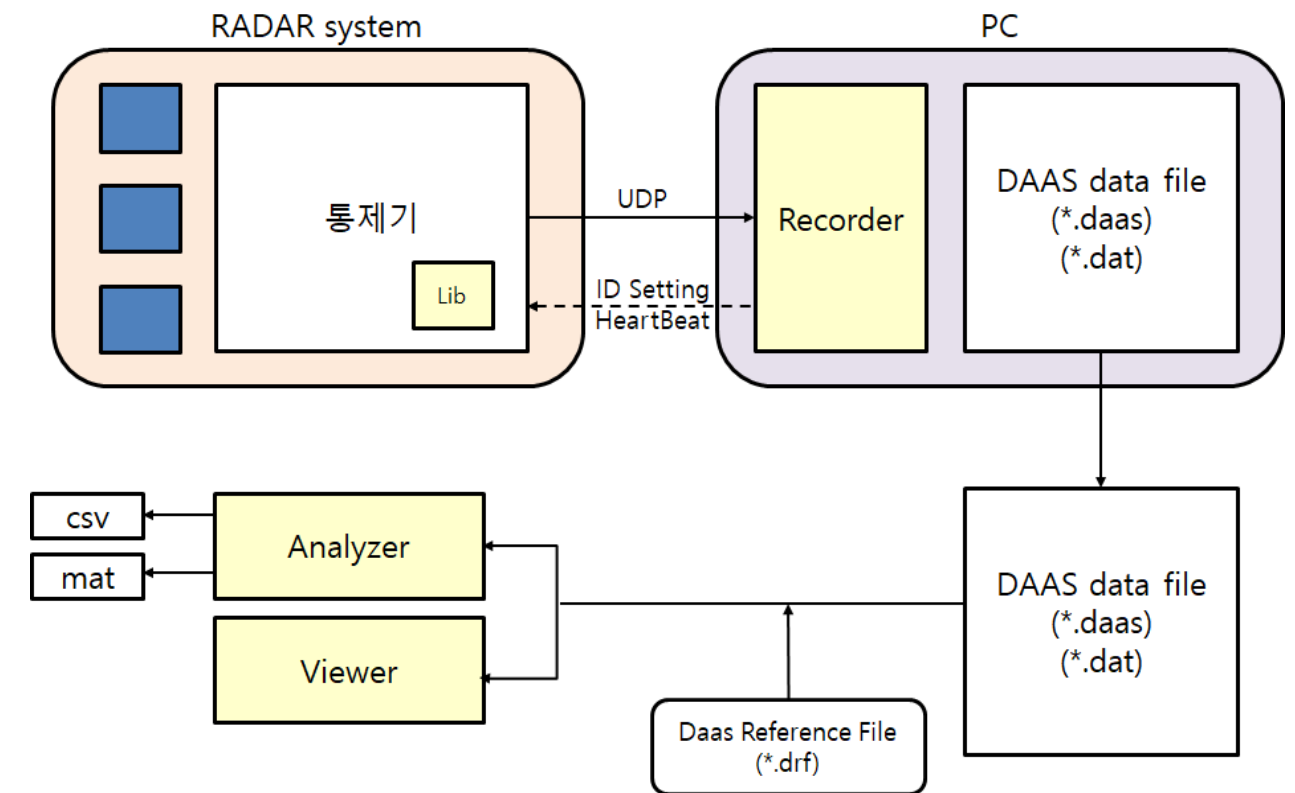 RADAR system
PC
통제기
Lib
UDP
ID Setting
HeartBeat
Recorder
DAAS data file
(*.daas)
(*.dat)
csv
mat
Analyzer
Viewer
DAAS data file
(*.daas)
(*.dat)
Daas Reference File
(*.drf)